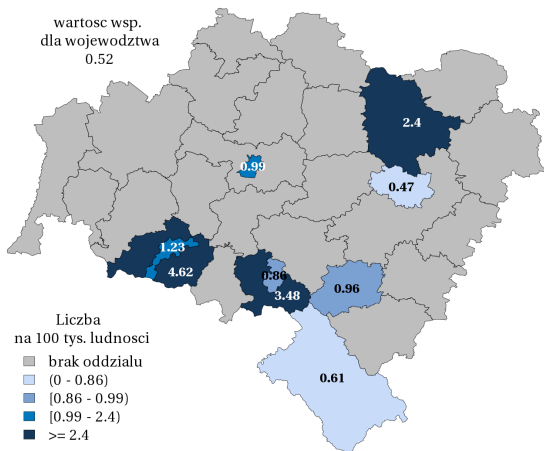 wartosc wsp.
dla wojewodztwa
0.52
2.4
0.99
0.47
1.23
4.62
0.86
3.48
0.96
0.61
Liczba
na 100 tys. ludnosci
brak oddzialu
(0 - 0.86)
[0.86 - 0.99)
[0.99 - 2.4)
>= 2.4